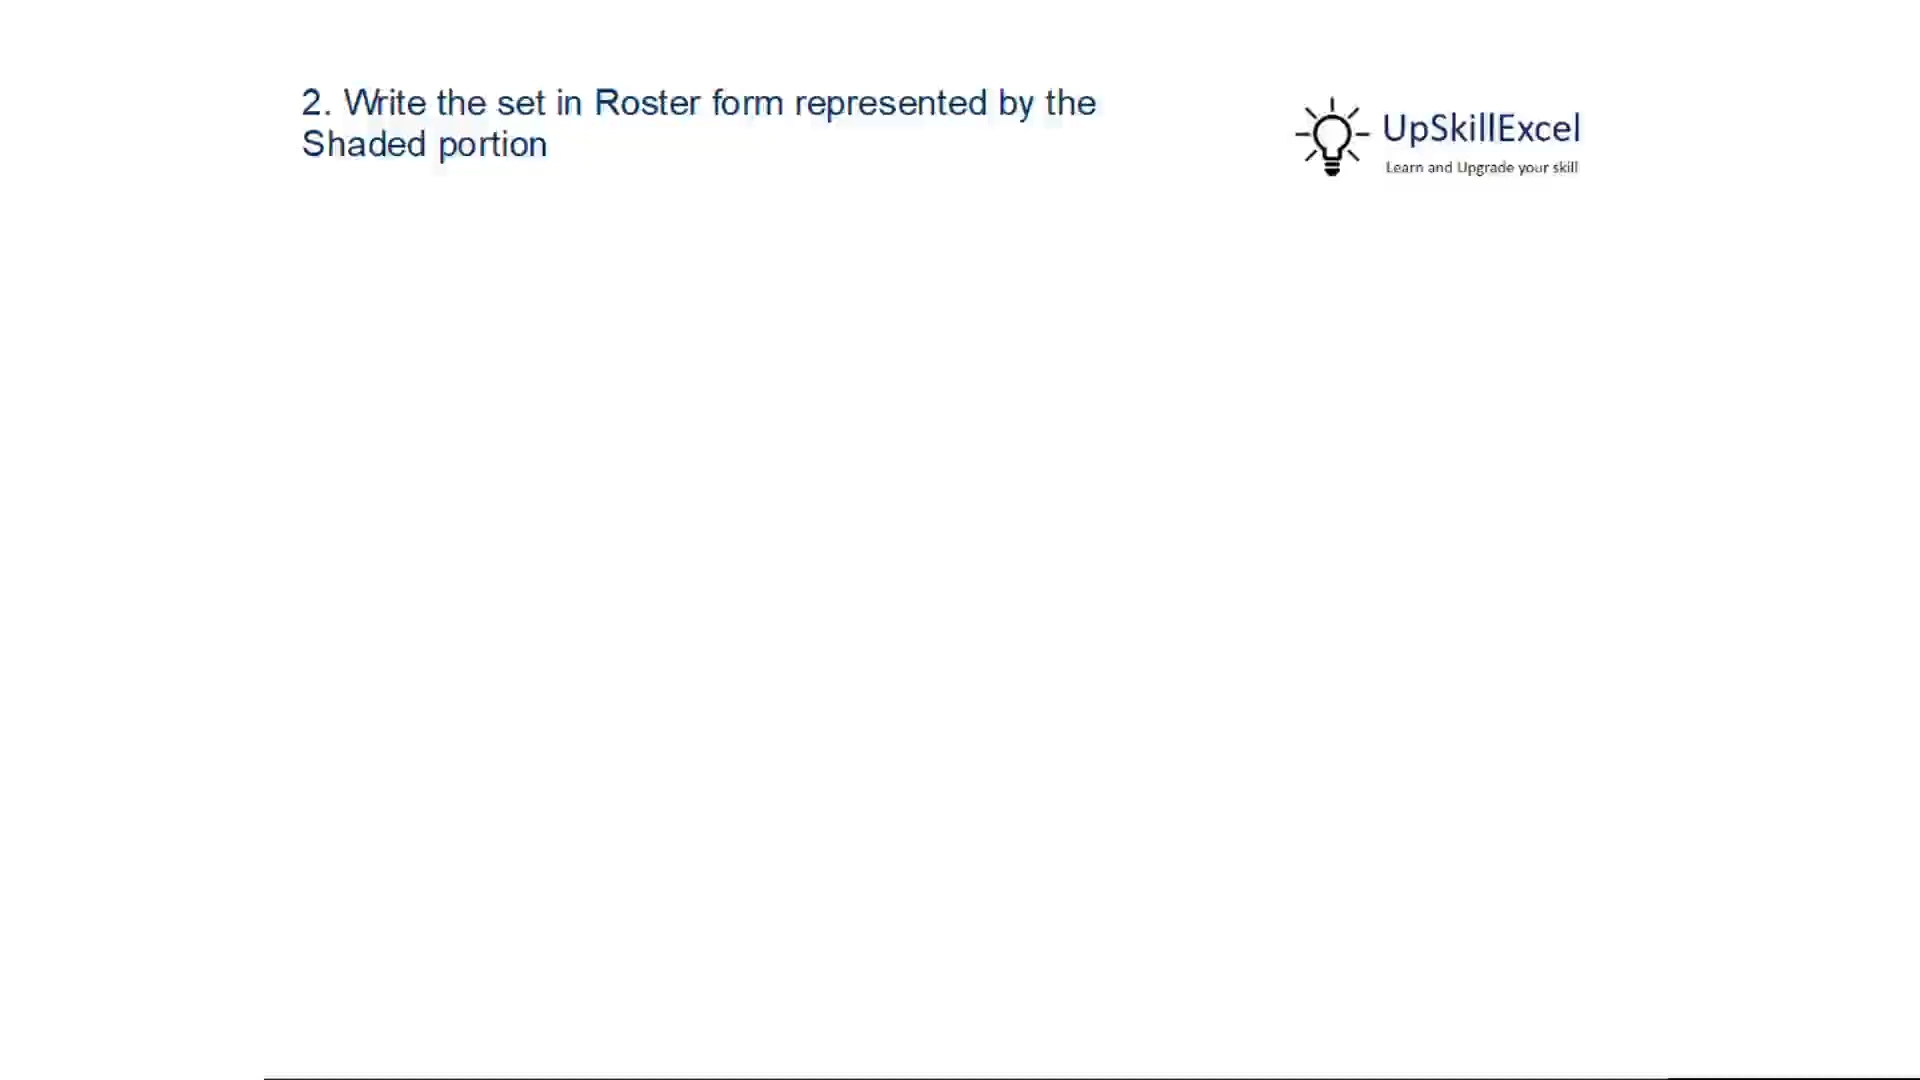 2. Write the set in Roster form represented by the
Shaded portion
UpSkillExcel
Learn and Upgrade your skill